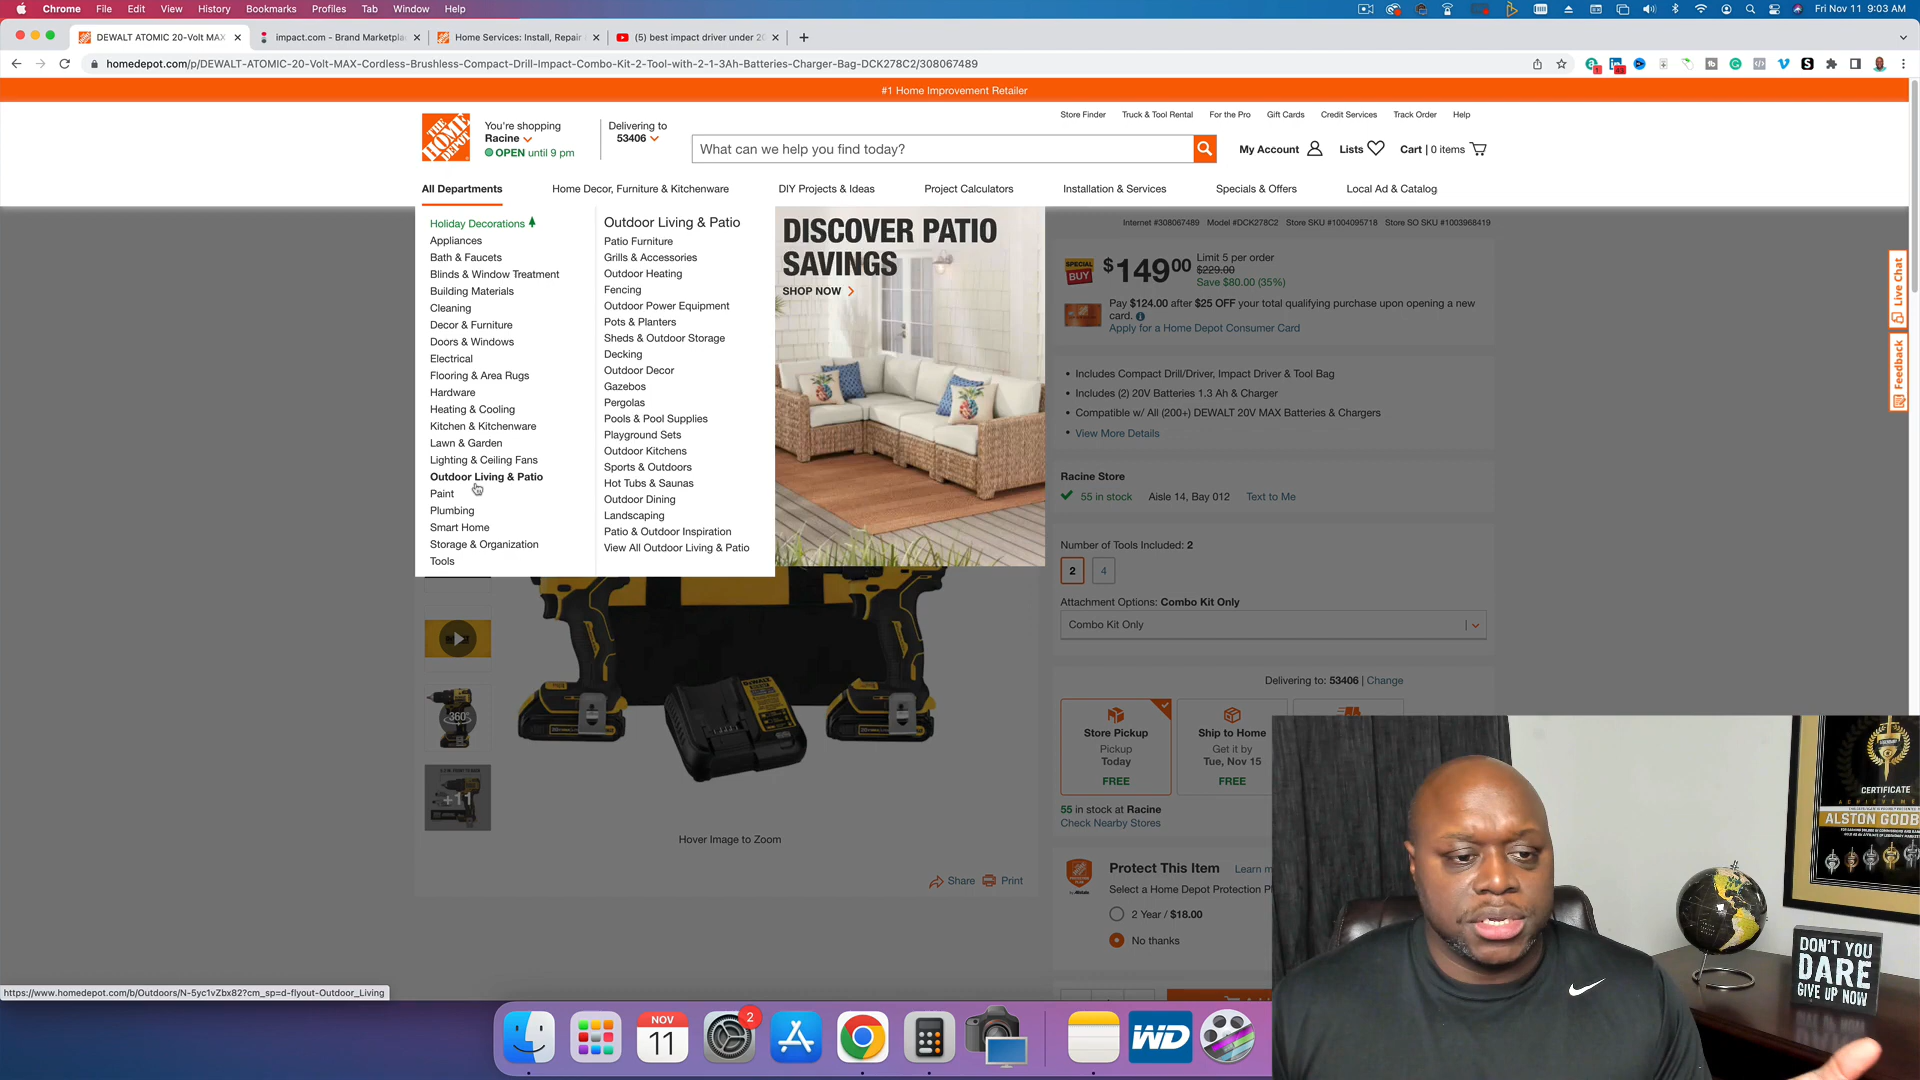 Chrome File Edit View History Bookmarks Profiles Tab Window Help
Fri Nov 11 9:03 AM
DEWALT ATOMIC 20-Volt MAX
impact.com - Brand Marketpla
Home Services: Install, Repair
(5) best impact driver under 20
homedepot.com/p/DEWALT-ATOMIC-20-Volt-MAX-Cordless-Brushless-Compact-Drill-Impact-Combo-Kit-2-Tool-with-2-1-3Ah-Batteries-Charger-Bag-DCK278C2/308067489
#1 Home Improvement Retailer
Store Finder Truck & Tool Rental For the Pro Gift Cards Credit Services Track Order Help
THE HOME DEPOT
You're shopping
Racine
OPEN until 9 pm
Delivering to
53406
What can we help you find today?
My Account Lists Cart | 0 items
All Departments Home Decor, Furniture & Kitchenware DIY Projects & Ideas Project Calculators Installation & Services Specials & Offers Local Ad & Catalog
Holiday Decorations
Appliances
Bath & Faucets
Blinds & Window Treatment
Building Materials
Cleaning
Decor & Furniture
Doors & Windows
Electrical
Flooring & Area Rugs
Hardware
Heating & Cooling
Kitchen & Kitchenware
Lawn & Garden
Lighting & Ceiling Fans
Outdoor Living & Patio
Paint
Plumbing
Smart Home
Storage & Organization
Tools
Outdoor Living & Patio
Patio Furniture
Grills & Accessories
Outdoor Heating
Fencing
Outdoor Power Equipment
Pots & Planters
Sheds & Outdoor Storage
Decking
Outdoor Decor
Gazebos
Pergolas
Pools & Pool Supplies
Playground Sets
Outdoor Kitchens
Sports & Outdoors
Hot Tubs & Saunas
Outdoor Dining
Landscaping
Patio & Outdoor Inspiration
View All Outdoor Living & Patio
DISCOVER PATIO
SAVINGS
SHOP NOW
Internet #308067489 Model #DCK278C2 Store SKU #1004095718 Store SO SKU #1003968419
SPECIAL
BUY
$149.00
Limit 5 per order
$229.00
Save $80.00 (35%)
Pay $124.00 after $25 OFF your total qualifying purchase upon opening a new
card.
Apply for a Home Depot Consumer Card
Includes Compact Drill/Driver, Impact Driver & Tool Bag
Includes (2) 20V Batteries 1.3 Ah & Charger
Compatible w/ All (200+) DEWALT 20V MAX Batteries & Chargers
View More Details
Live Chat
Feedback
Racine Store
55 in stock Aisle 14, Bay 012 Text to Me
Number of Tools Included: 2
2 4
Attachment Options: Combo Kit Only
Combo Kit Only
Delivering to: 53406 | Change
Store Pickup
Pickup
Today
FREE
Ship to Home
Get it by
Tue, Nov 15
FREE
55 in stock at Racine
Check Nearby Stores
360°
+11
Hover Image to Zoom
Share Print
Protect This Item Learn m
Select a Home Depot Protection Pl
2 Year / $18.00
No thanks
https://www.homedepot.com/b/Outdoors/N-5yc1vZbx82?cm_sp=d-flyout-Outdoor_Living
NOV
11
2
WD
CERTIFICATE
ALSTON GODB
DON'T YOU
DARE
GIVE UP NOW